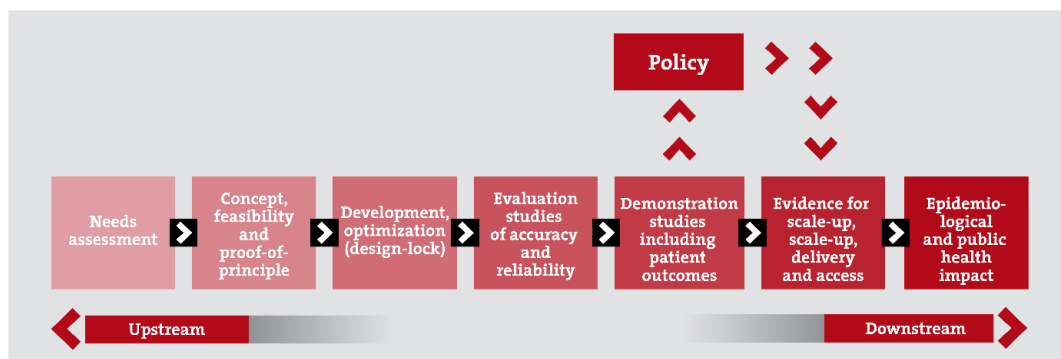 Policy
Needs
assessment
Concept,
feasibility
and
proof-of-
principle
Development,
optimization
(design-lock)
Evaluation
studies
of accuracy
and
reliability
Demonstration
studies
including
patient
outcomes
Evidence for
scale-up,
scale-up,
delivery
and access
Epidemio-
logical
and public
health
impact
Upstream
Downstream